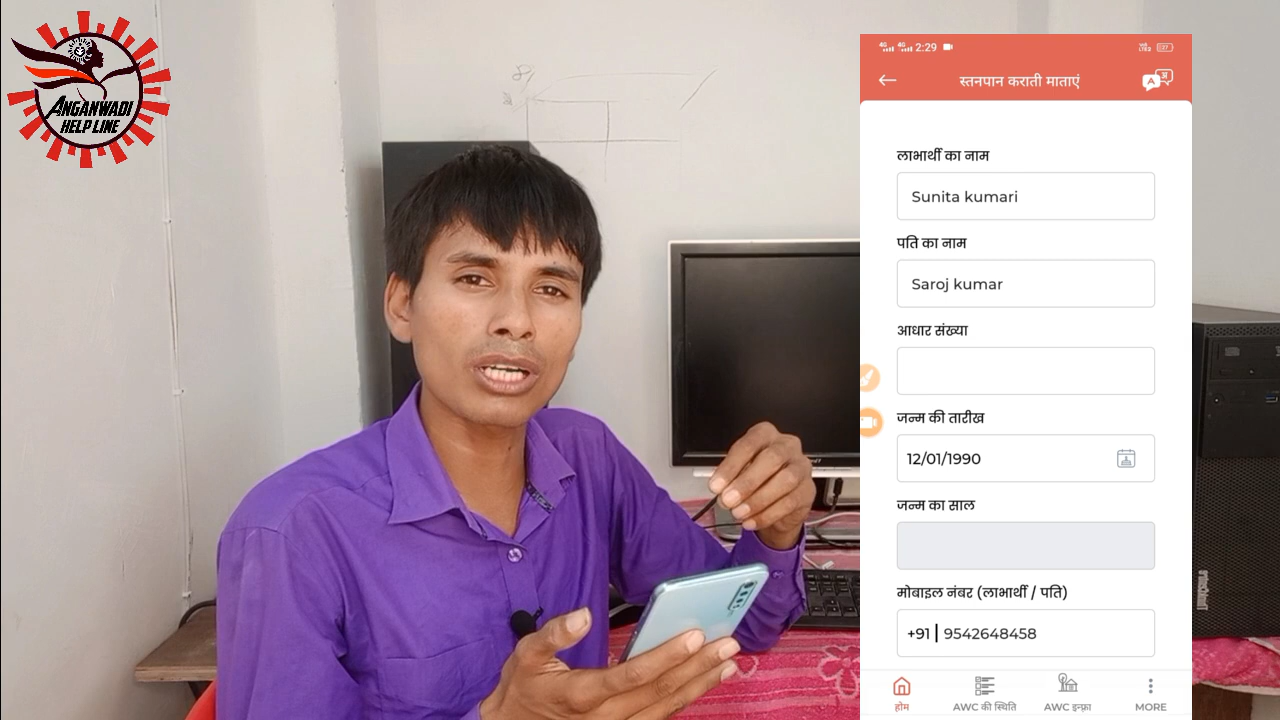 ANGANWADI
HELP LINE
4G 4G 2:29
27
स्तनपान कराती माताएं
A अ
लाभार्थी का नाम
Sunita kumari
पति का नाम
Saroj kumar
आधार संख्या
जन्म की तारीख
12/01/1990
जन्म का साल
मोबाइल नंबर (लाभार्थी / पति)
+91 9542648458
होम
AWC की स्थिति
AWC इन्फ्रा
MORE